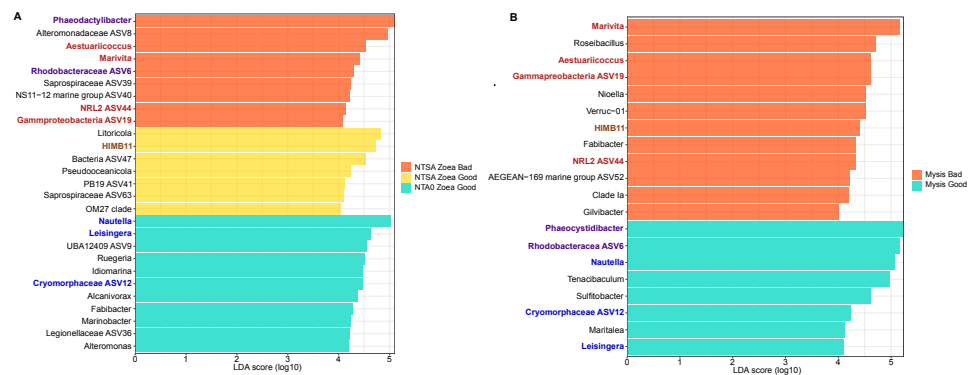 A
Phaeodactylibacter
Alteromonadaceae ASV8
Aestuariicoccus
Marivita
Rhodobacteraceae ASV6
Saprospiraceae ASV39
NS11−12 marine group ASV40
NRL2 ASV44
Gammproteobacteria ASV19
Litoricola
HIMB11
Bacteria ASV47
Pseudooceanicola
PB19 ASV41
Saprospiraceae ASV63
OM27 clade
Nautella
Leisingera
UBA12409 ASV9
Ruegeria
Idiomarina
Cryomorphaceae ASV12
Alcanivorax
Fabibacter
Marinobacter
Legionellaceae ASV36
Alteromonas
0 1 2 3 4 5
LDA score (log10)
NTSA Zoea Bad
NTSA Zoea Good
NTA0 Zoea Good
B
Marivita
Roseibacillus
Aestuariicoccus
Gammapreobacteria ASV19
Nioella
Verruc−01
HIMB11
Fabibacter
NRL2 ASV44
AEGEAN−169 marine group ASV52
Clade Ia
Gilvibacter
Phaeocystidibacter
Rhodobacteracea ASV6
Nautella
Tenacibaculum
Sulfitobacter
Cryomorphaceae ASV12
Maritalea
Leisingera
0 1 2 3 4 5
LDA score (log10)
Mysis Bad
Mysis Good